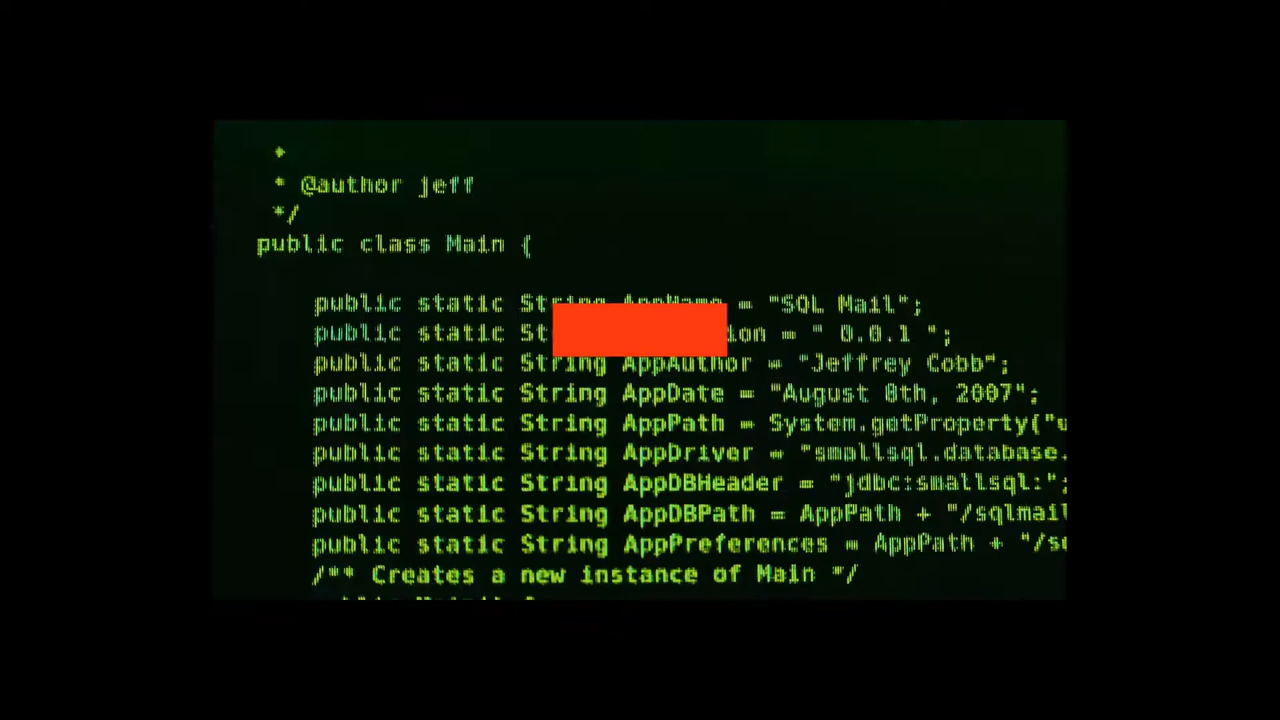 *
* @author jeff
*/
public class Main {
public static String AppName = "SQL Mail";
public static St ion = " 0.0.1 ";
public static String AppAuthor = "Jeffrey Cobb";
public static String AppDate = "August 8th, 2007";
public static String AppPath = System.getProperty("u
public static String AppDriver = "smallsql.database.
public static String AppDBHeader = "jdbc:smallsql:";
public static String AppDBPath = AppPath + "/sqlmail
public static String AppPreferences = AppPath + "/so
/** Creates a new instance of Main */